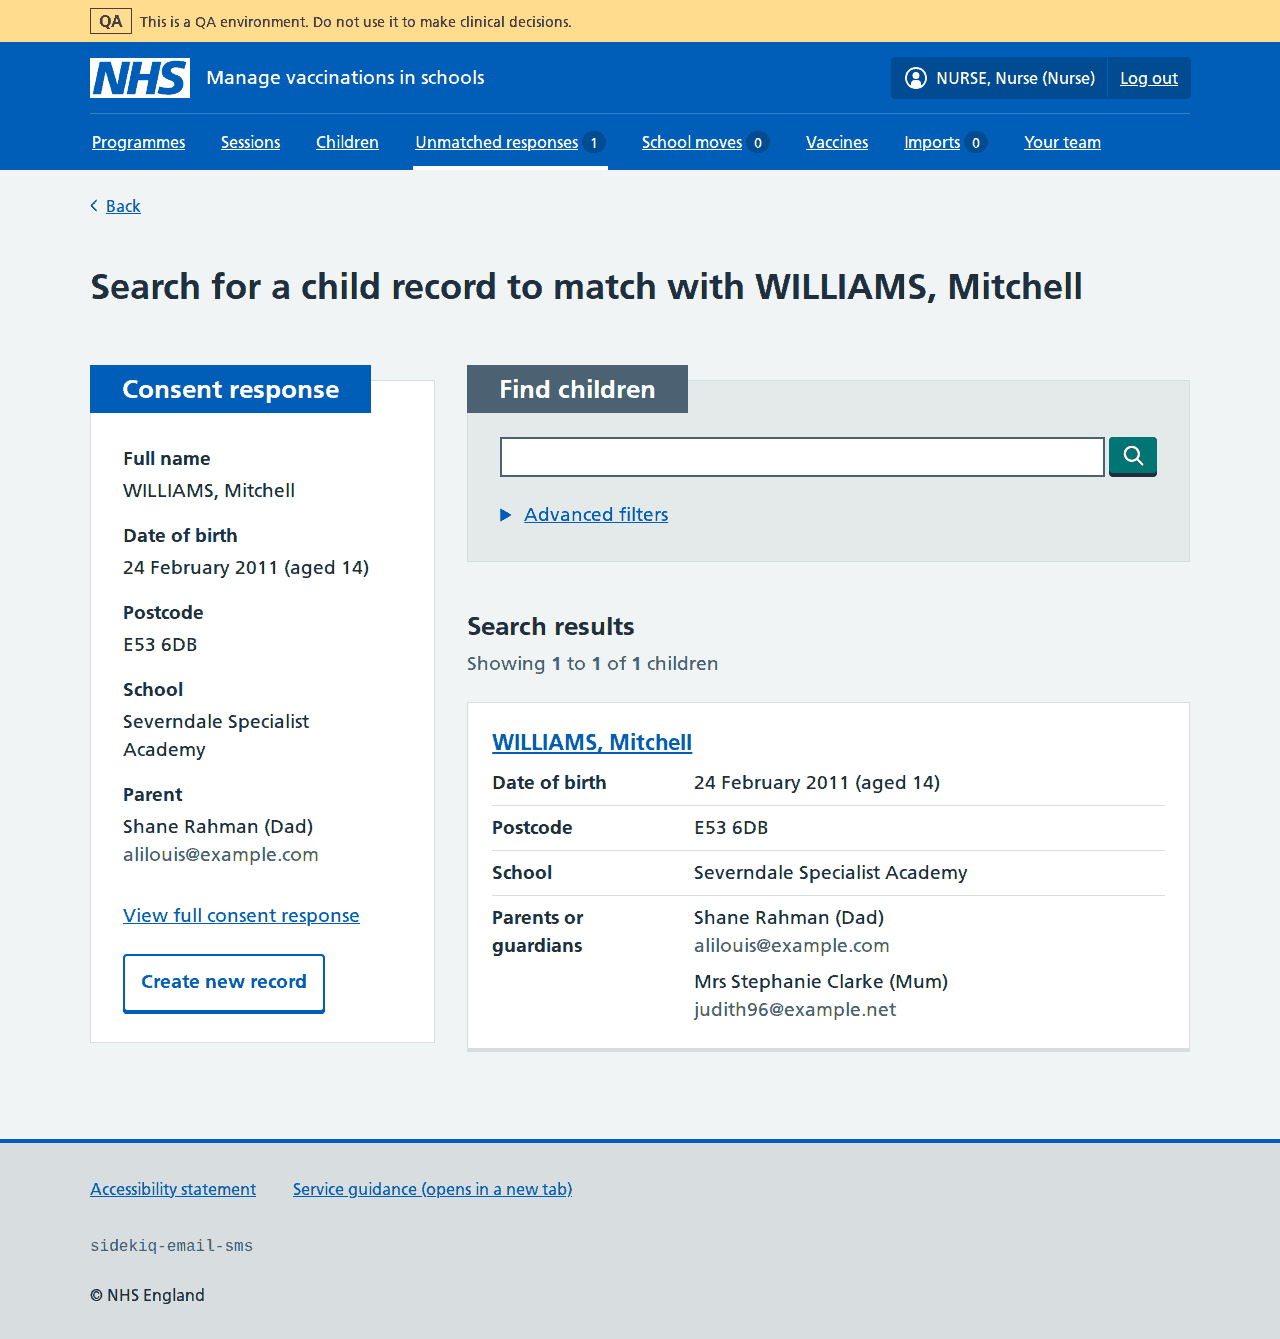 QA This is a QA environment. Do not use it to make clinical decisions.
NHS Manage vaccinations in schools
NURSE, Nurse (Nurse) Log out
Programmes Sessions Children Unmatched responses 1 School moves 0 Vaccines Imports 0 Your team
Back
Search for a child record to match with WILLIAMS, Mitchell
Consent response
Full name
WILLIAMS, Mitchell
Date of birth
24 February 2011 (aged 14)
Postcode
E53 6DB
School
Severndale Specialist
Academy
Parent
Shane Rahman (Dad)
alilouis@example.com
View full consent response
Create new record
Find children
Advanced filters
Search results
Showing 1 to 1 of 1 children
WILLIAMS, Mitchell
Date of birth 24 February 2011 (aged 14)
Postcode E53 6DB
School Severndale Specialist Academy
Parents or Shane Rahman (Dad)
guardians alilouis@example.com
Mrs Stephanie Clarke (Mum)
judith96@example.net
Accessibility statement Service guidance (opens in a new tab)
sidekiq-email-sms
© NHS England